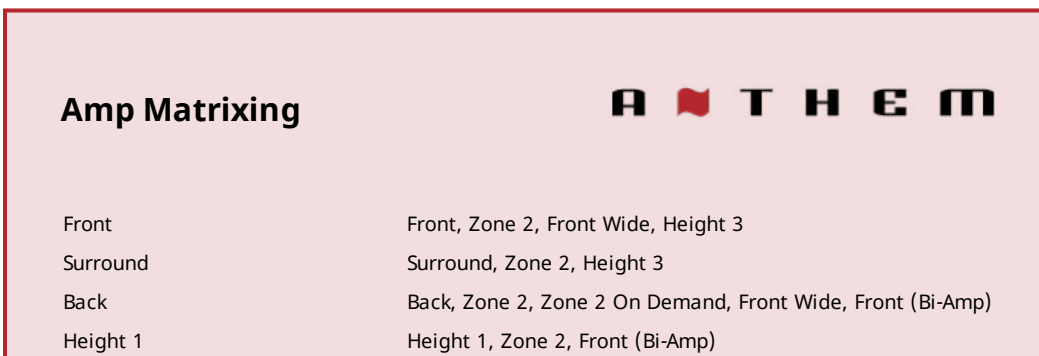 Amp Matrixing
ANTHEM
Front Front, Zone 2, Front Wide, Height 3
Surround Surround, Zone 2, Height 3
Back Back, Zone 2, Zone 2 On Demand, Front Wide, Front (Bi-Amp)
Height 1 Height 1, Zone 2, Front (Bi-Amp)